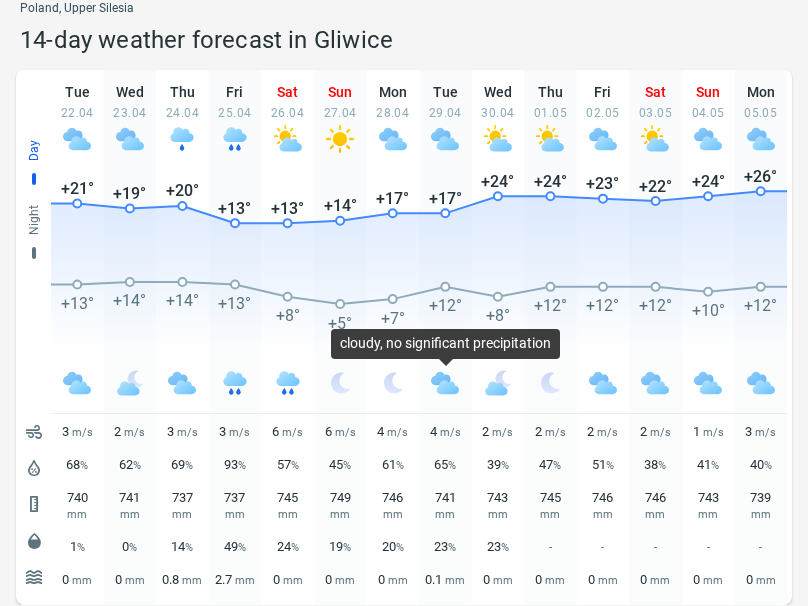 Poland, Upper Silesia
14-day weather forecast in Gliwice
Tue Wed Thu Fri Sat Sun Mon Tue Wed Thu Fri Sat Sun Mon
22.04 23.04 24.04 25.04 26.04 27.04 28.04 29.04 30.04 01.05 02.05 03.05 04.05 05.05
Day
+21° +19° +20° +13° +13° +14° +17° +17° +24° +24° +23° +22° +24° +26°
Night
+13° +14° +14° +13° +8° +5° +7° +12° +8° +12° +12° +12° +10° +12°
cloudy, no significant precipitation
3 m/s 2 m/s 3 m/s 3 m/s 6 m/s 6 m/s 4 m/s 4 m/s 2 m/s 2 m/s 2 m/s 2 m/s 1 m/s 3 m/s
68% 62% 69% 93% 57% 45% 61% 65% 39% 47% 51% 38% 41% 40%
740 741 737 737 745 749 746 741 743 745 746 746 743 739
mm mm mm mm mm mm mm mm mm mm mm mm mm mm
1% 0% 14% 49% 24% 19% 20% 23% 23% - - - - -
0 mm 0 mm 0.8 mm 2.7 mm 0 mm 0 mm 0 mm 0.1 mm 0 mm 0 mm 0 mm 0 mm 0 mm 0 mm